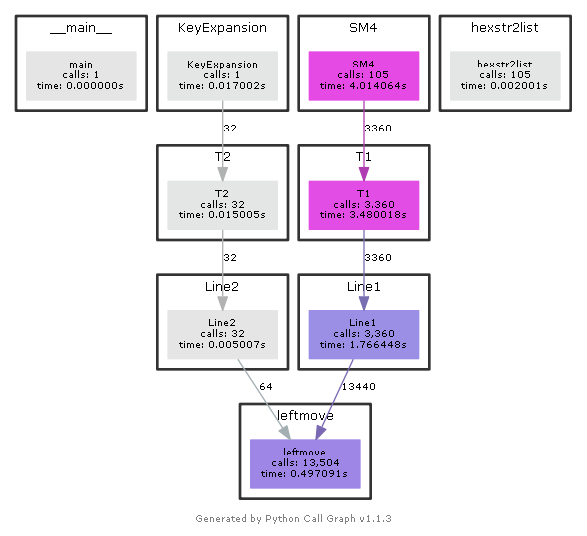 __main__
KeyExpansion
SM4
hexstr2list
main
calls: 1
time: 0.000000s
KeyExpansion
calls: 1
time: 0.017002s
SM4
calls: 105
time: 4.014064s
hexstr2list
calls: 105
time: 0.002001s
32
3360
T2
T1
T2
calls: 32
time: 0.015005s
T1
calls: 3,360
time: 3.480018s
32
3360
Line2
Line1
Line2
calls: 32
time: 0.005007s
Line1
calls: 3,360
time: 1.766448s
64
13440
leftmove
leftmove
calls: 13,504
time: 0.497091s
Generated by Python Call Graph v1.1.3